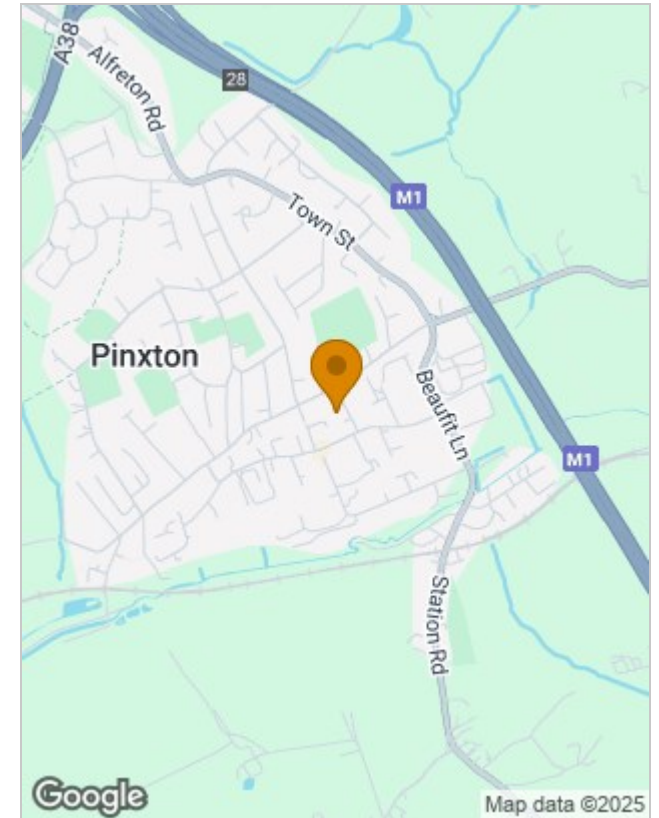 A38
Alfreton Rd
28
M1
Town St
Pinxton
Beaufit Ln
M1
Station Rd
Google
Map data ©2025